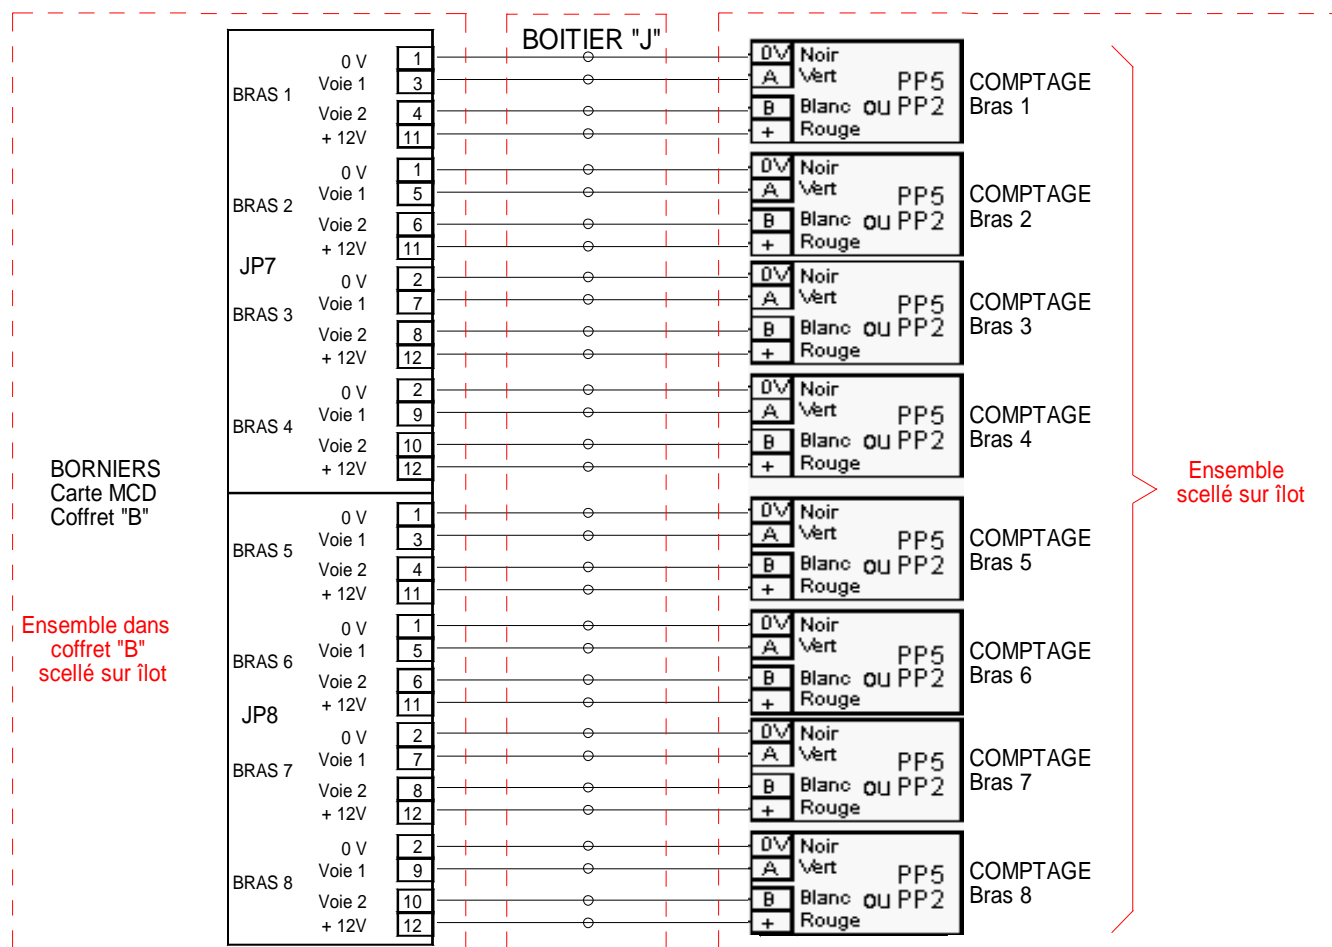 BOITIER "J"
BRAS 1
0 V 1
Voie 1 3
Voie 2 4
+ 12V 11
0V Noir
A Vert
B Blanc
+ Rouge
PP5
ou PP2
COMPTAGE
Bras 1
BRAS 2
0 V 1
Voie 1 5
Voie 2 6
+ 12V 11
0V Noir
A Vert
B Blanc
+ Rouge
PP5
ou PP2
COMPTAGE
Bras 2
JP7
BRAS 3
0 V 2
Voie 1 7
Voie 2 8
+ 12V 12
0V Noir
A Vert
B Blanc
+ Rouge
PP5
ou PP2
COMPTAGE
Bras 3
BRAS 4
0 V 2
Voie 1 9
Voie 2 10
+ 12V 12
0V Noir
A Vert
B Blanc
+ Rouge
PP5
ou PP2
COMPTAGE
Bras 4
BORNIERS
Carte MCD
Coffret "B"
Ensemble
scellé sur îlot
BRAS 5
0 V 1
Voie 1 3
Voie 2 4
+ 12V 11
0V Noir
A Vert
B Blanc
+ Rouge
PP5
ou PP2
COMPTAGE
Bras 5
Ensemble dans
coffret "B"
scellé sur îlot
BRAS 6
0 V 1
Voie 1 5
Voie 2 6
+ 12V 11
0V Noir
A Vert
B Blanc
+ Rouge
PP5
ou PP2
COMPTAGE
Bras 6
JP8
BRAS 7
0 V 2
Voie 1 7
Voie 2 8
+ 12V 12
0V Noir
A Vert
B Blanc
+ Rouge
PP5
ou PP2
COMPTAGE
Bras 7
BRAS 8
0 V 2
Voie 1 9
Voie 2 10
+ 12V 12
0V Noir
A Vert
B Blanc
+ Rouge
PP5
ou PP2
COMPTAGE
Bras 8